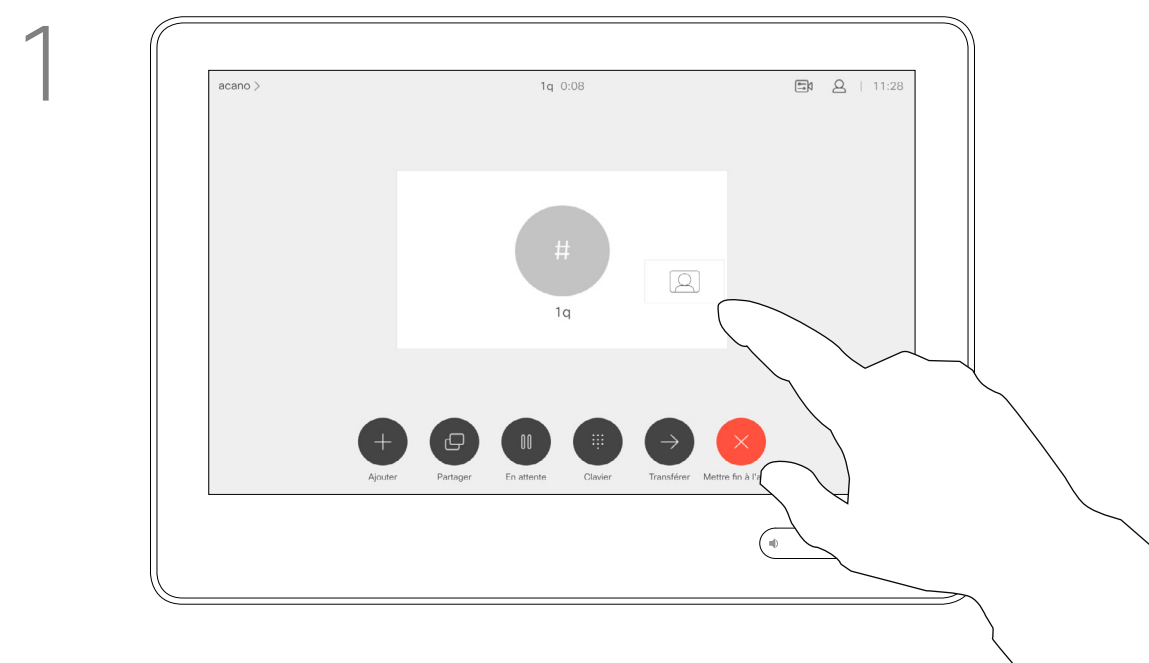 1
acano >
1q 0:08
11:28
#
1q
Ajouter
Partager
En attente
Clavier
Transférer
Mettre fin à l'a